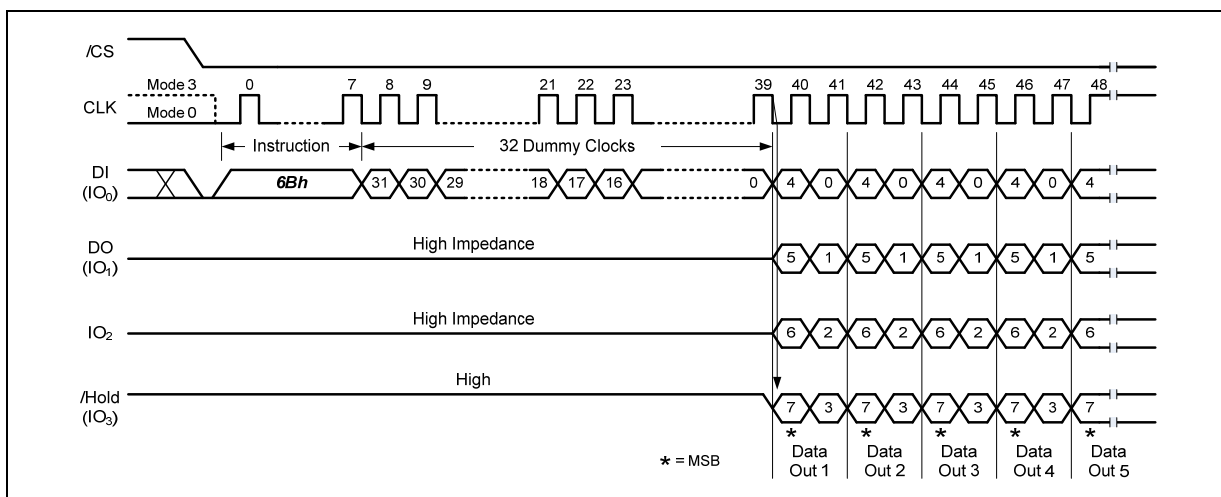 /CS
Mode 3 0 7 8 9 21 22 23 39 40 41 42 43 44 45 46 47 48
CLK
Mode 0
Instruction 32 Dummy Clocks
DI
(IO0)
6Bh 31 30 29 18 17 16 0 4 0 4 0 4 0 4 0 4
High Impedance
DO
(IO1)
5 1 5 1 5 1 5 1 5
High Impedance
IO2
6 2 6 2 6 2 6 2 6
High
/Hold
(IO3)
7 3 7 3 7 3 7 3 7
* * * * *
* = MSB
Data Out 1
Data Out 2
Data Out 3
Data Out 4
Data Out 5